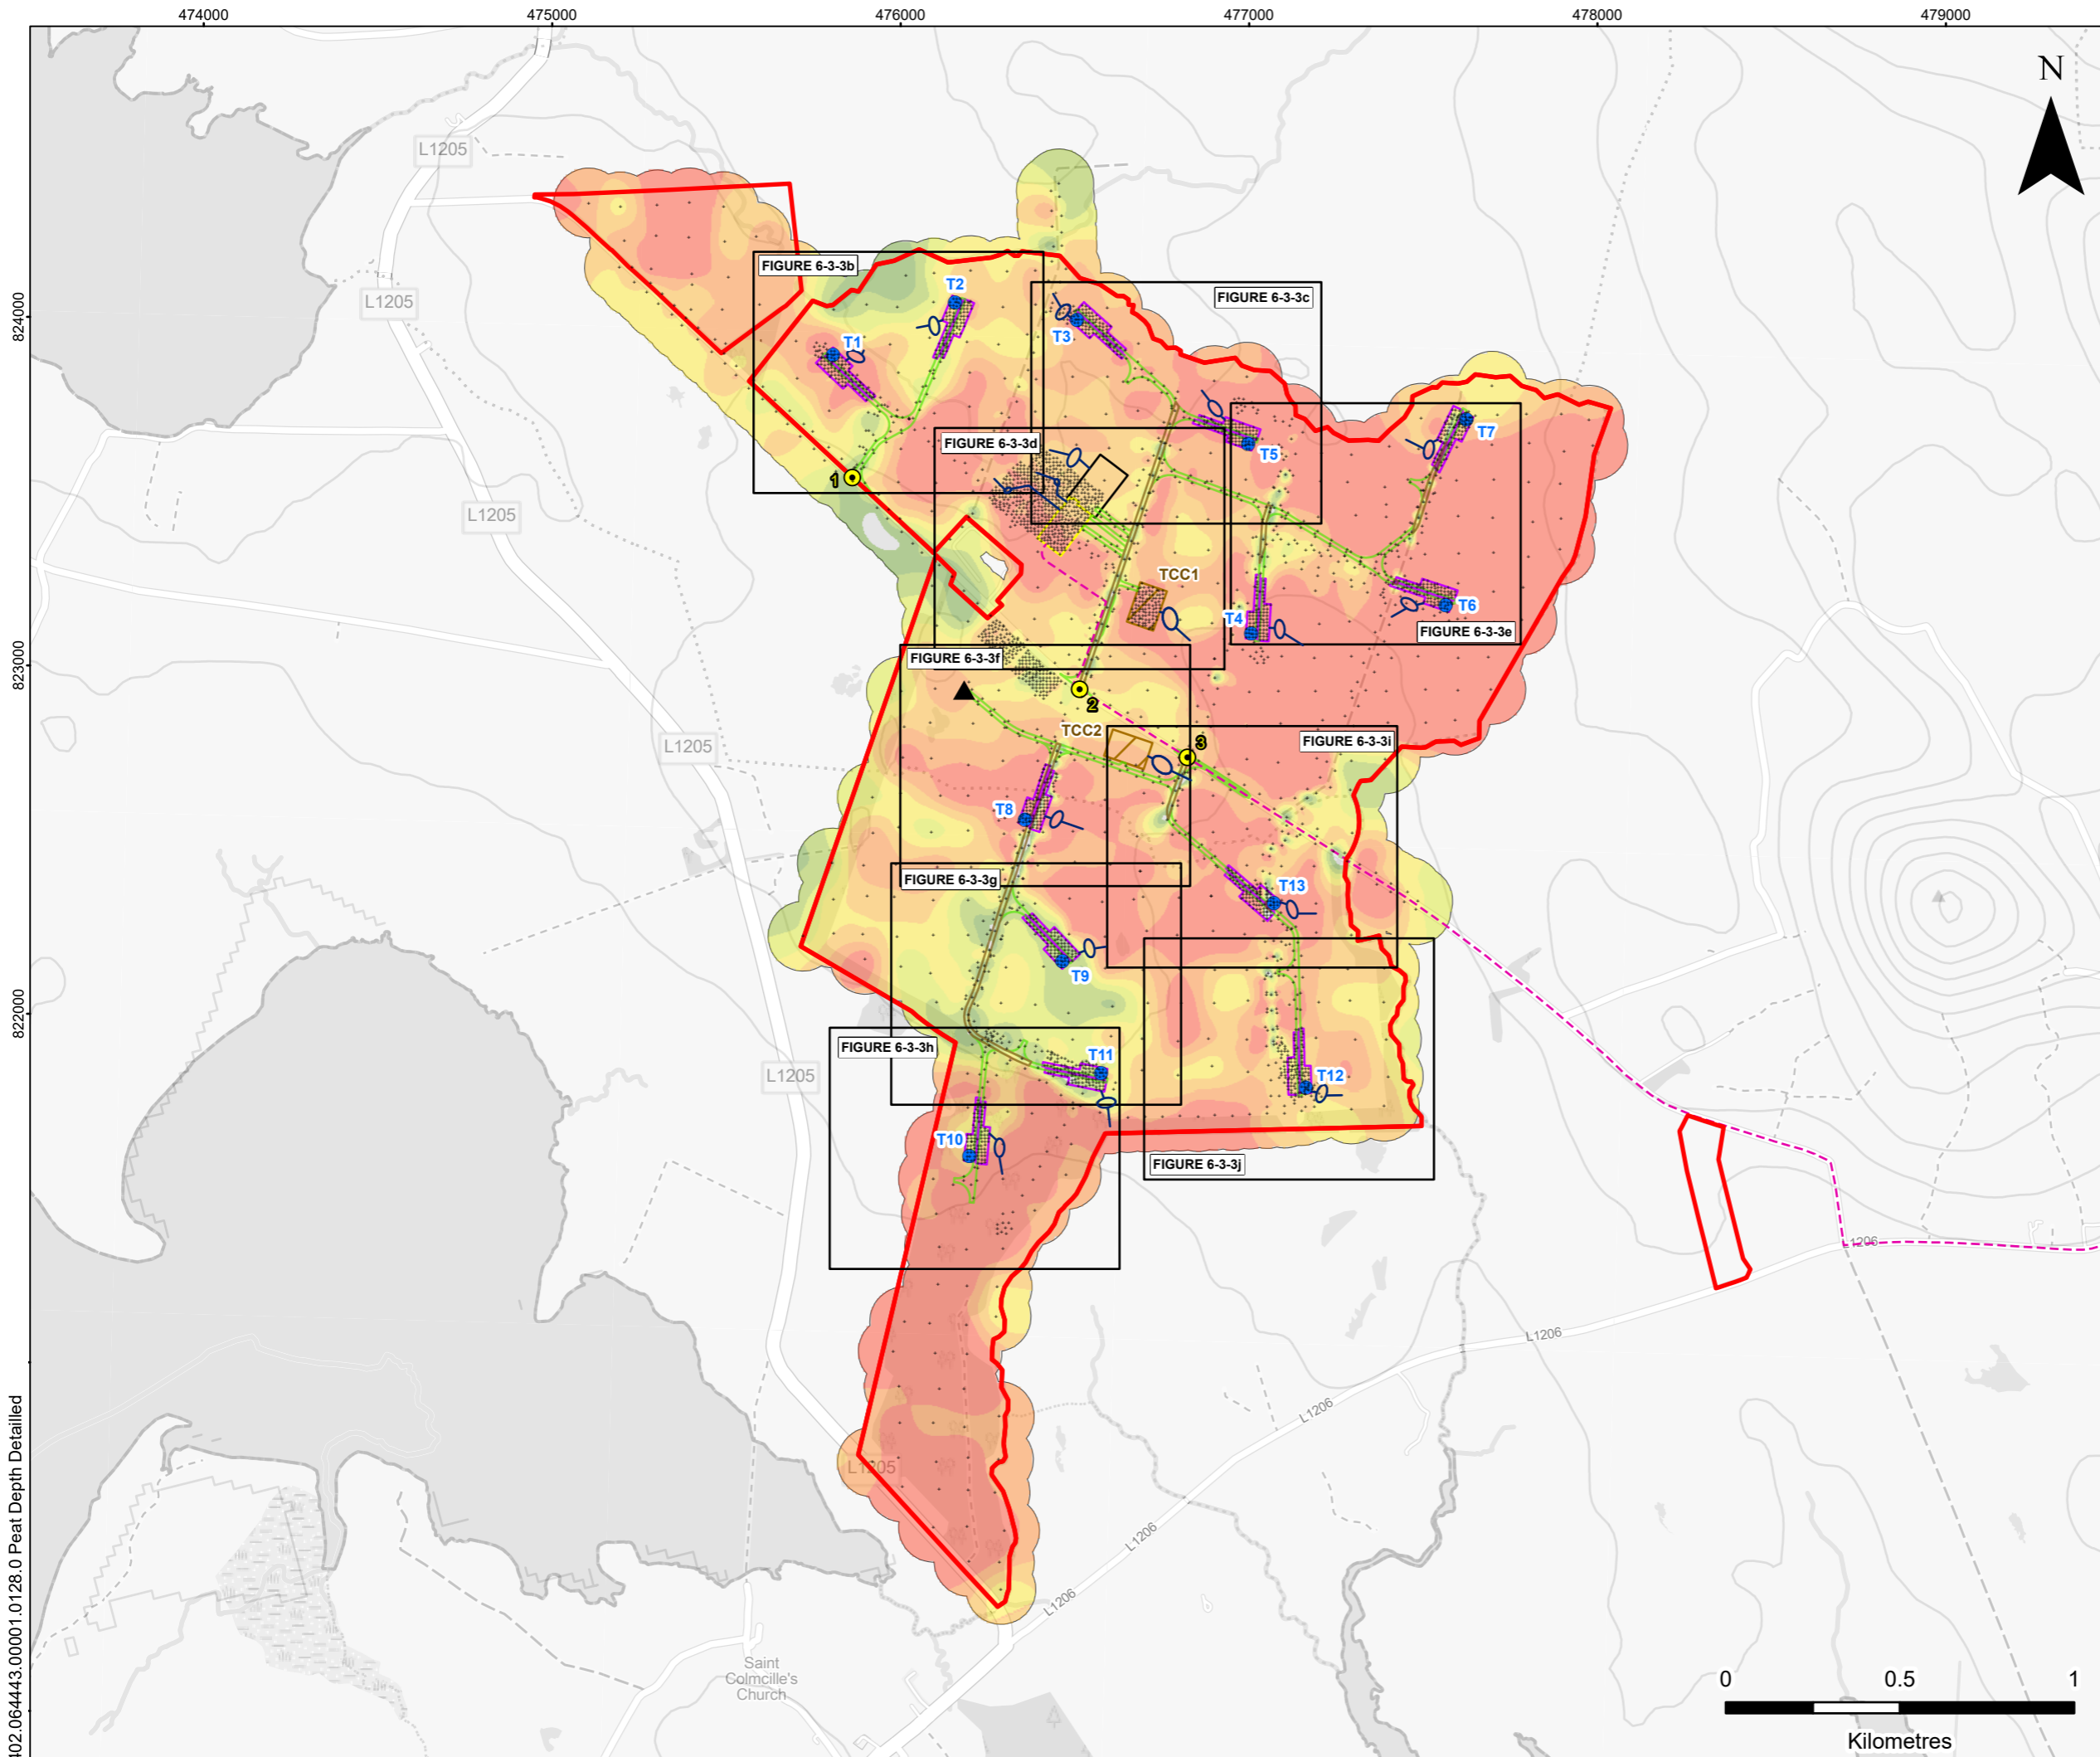 474000
475000
476000
477000
478000
479000
N
L1205
824000
L1205
FIGURE 6-3-3b
T2
FIGURE 6-3-3c
T3
T1
T5
T7
FIGURE 6-3-3d
1
L1205
TCC1
T4
T6
FIGURE 6-3-3e
823000
FIGURE 6-3-3f
2
TCC2
3
FIGURE 6-3-3i
L1205
T8
FIGURE 6-3-3g
T13
T9
822000
FIGURE 6-3-3h
T11
L1205
T12
T10
FIGURE 6-3-3j
1206
L1206
L1206
L1205
L1206
L1206
Saint
Colmcille's
Church
0
0.5
1
Kilometres
402.064443.00001.0128.0 Peat Depth Detailled